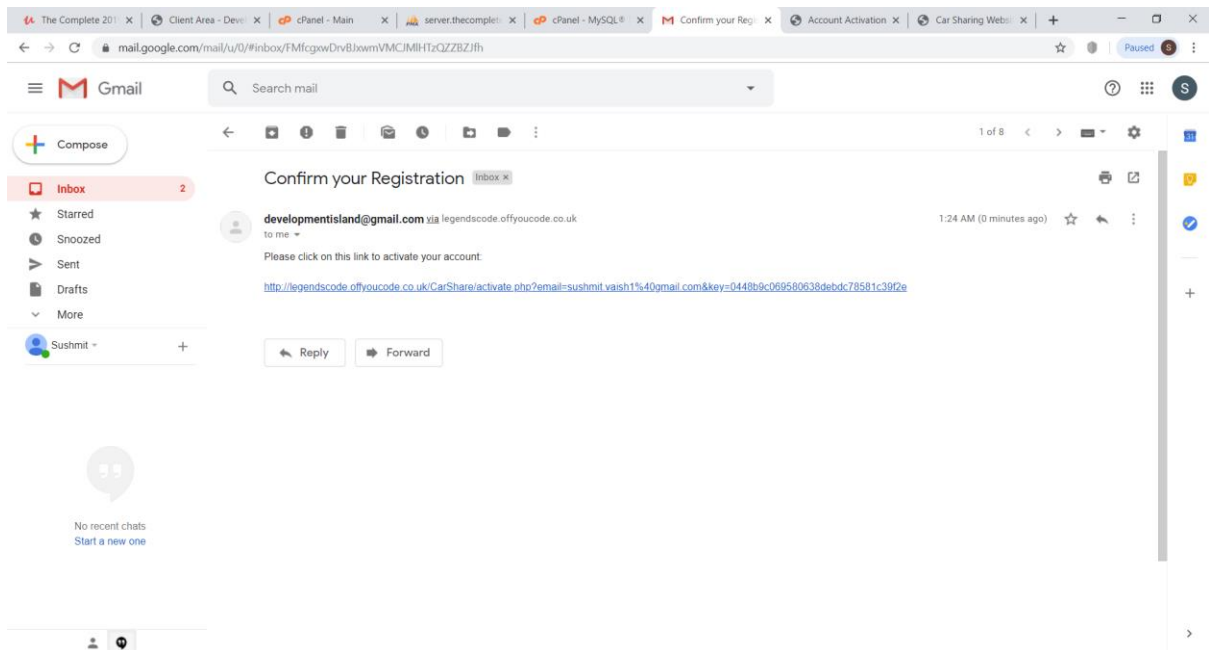 The Complete 201
Client Area - Deve
cPanel - Main
server.thecomplet
cPanel - MySQL®
Confirm your Regi
Account Activation
Car Sharing Websi
mail.google.com/mail/u/0/#inbox/FMfcgxwDrvBJxwmVMCJMlHTzQZZBZJfh
Paused
S
Gmail
Search mail
S
Compose
1 of 8
31
Inbox 2
Starred
Snoozed
Sent
Drafts
More
Sushmit
Confirm your Registration Inbox x
developmentisland@gmail.com via legendscode.offyoucode.co.uk 1:24 AM (0 minutes ago)
to me
Please click on this link to activate your account:
http://legendscode.offyoucode.co.uk/CarShare/activate.php?email=sushmit.vaish1%40gmail.com&key=0448b9c069580638debdc78581c39f2e
Reply Forward
No recent chats
Start a new one